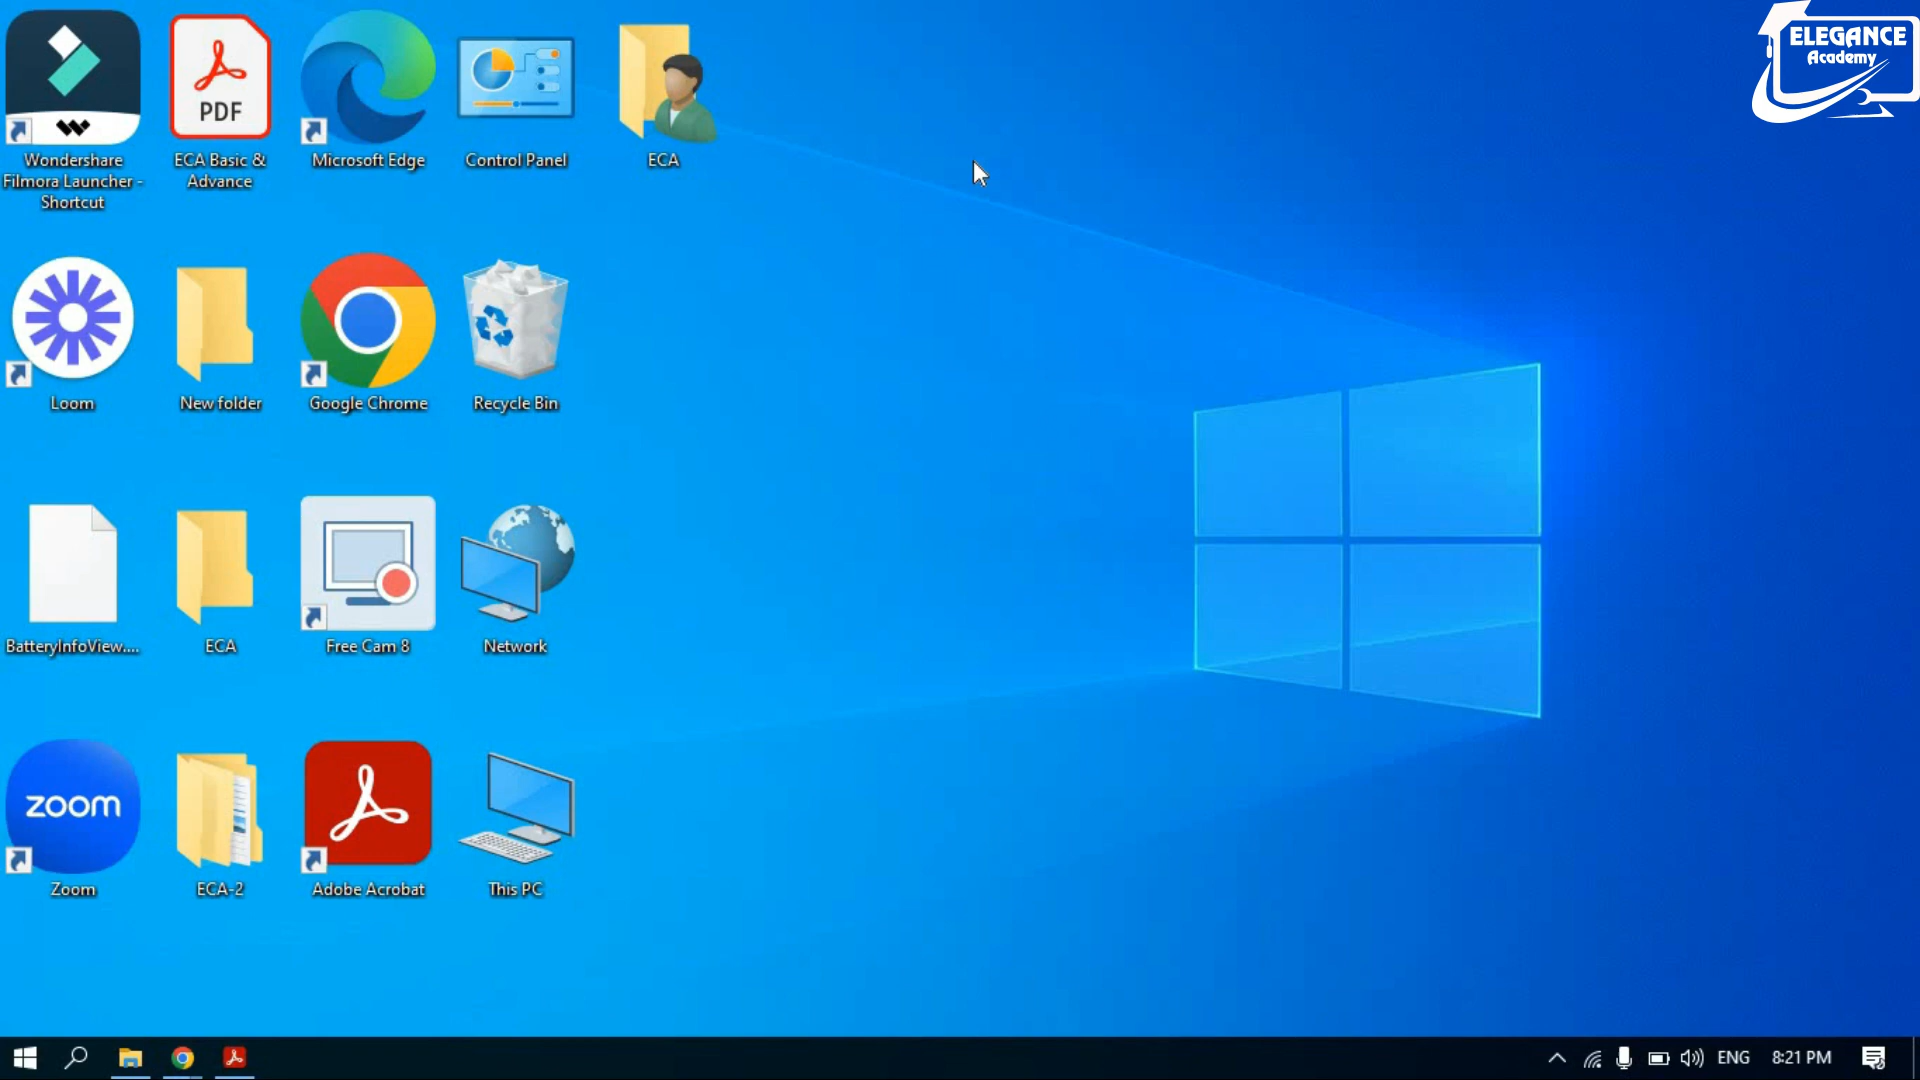 ELEGANCE
Academy
PDF
Wondershare
Filmora Launcher -
Shortcut
ECA Basic &
Advance
Microsoft Edge
Control Panel
ECA
Loom
New folder
Google Chrome
Recycle Bin
BatteryInfoView....
ECA
Free Cam 8
Network
zoom
Zoom
ECA-2
Adobe Acrobat
This PC
ENG
8:21 PM